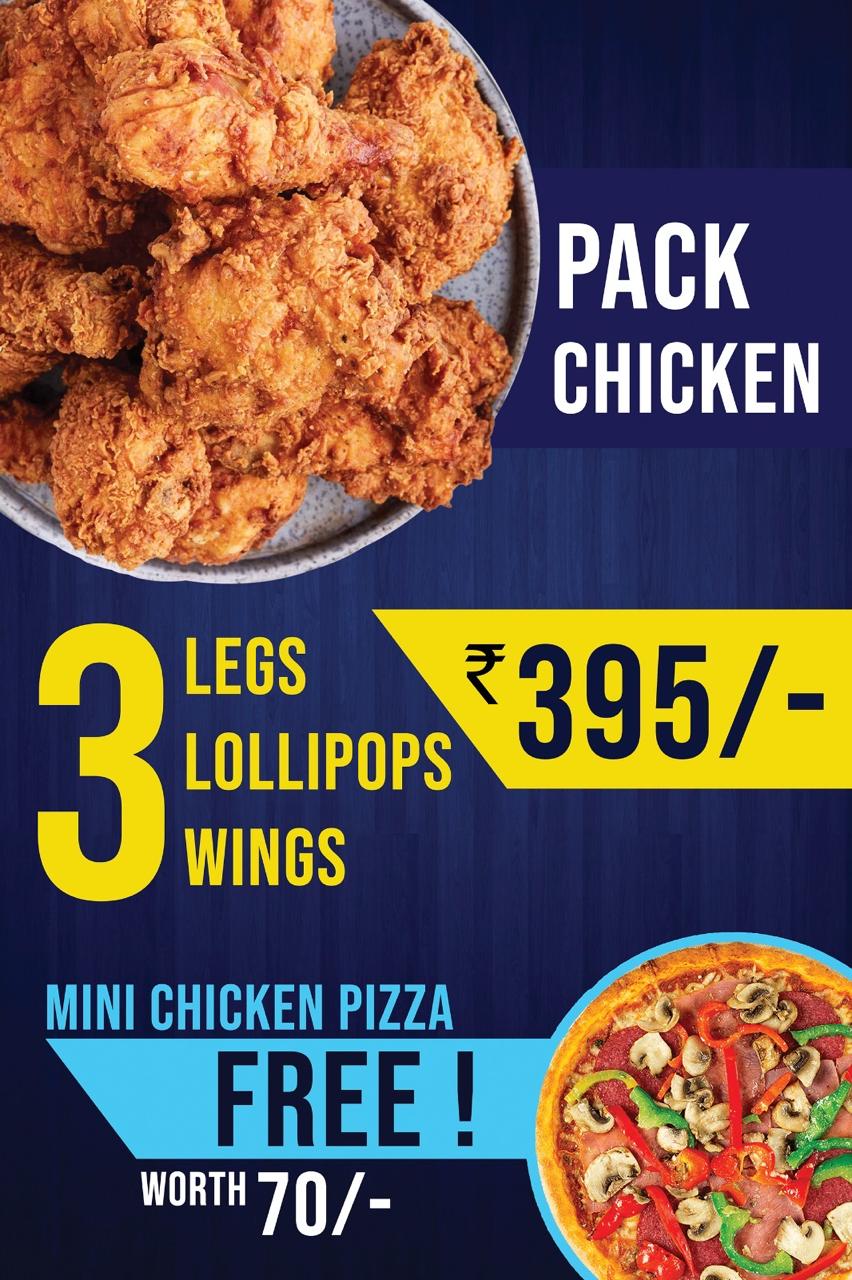 PACK
CHICKEN
3
LEGS
LOLLIPOPS
WINGS
₹395/-
MINI CHICKEN PIZZA
FREE !
WORTH 70/-